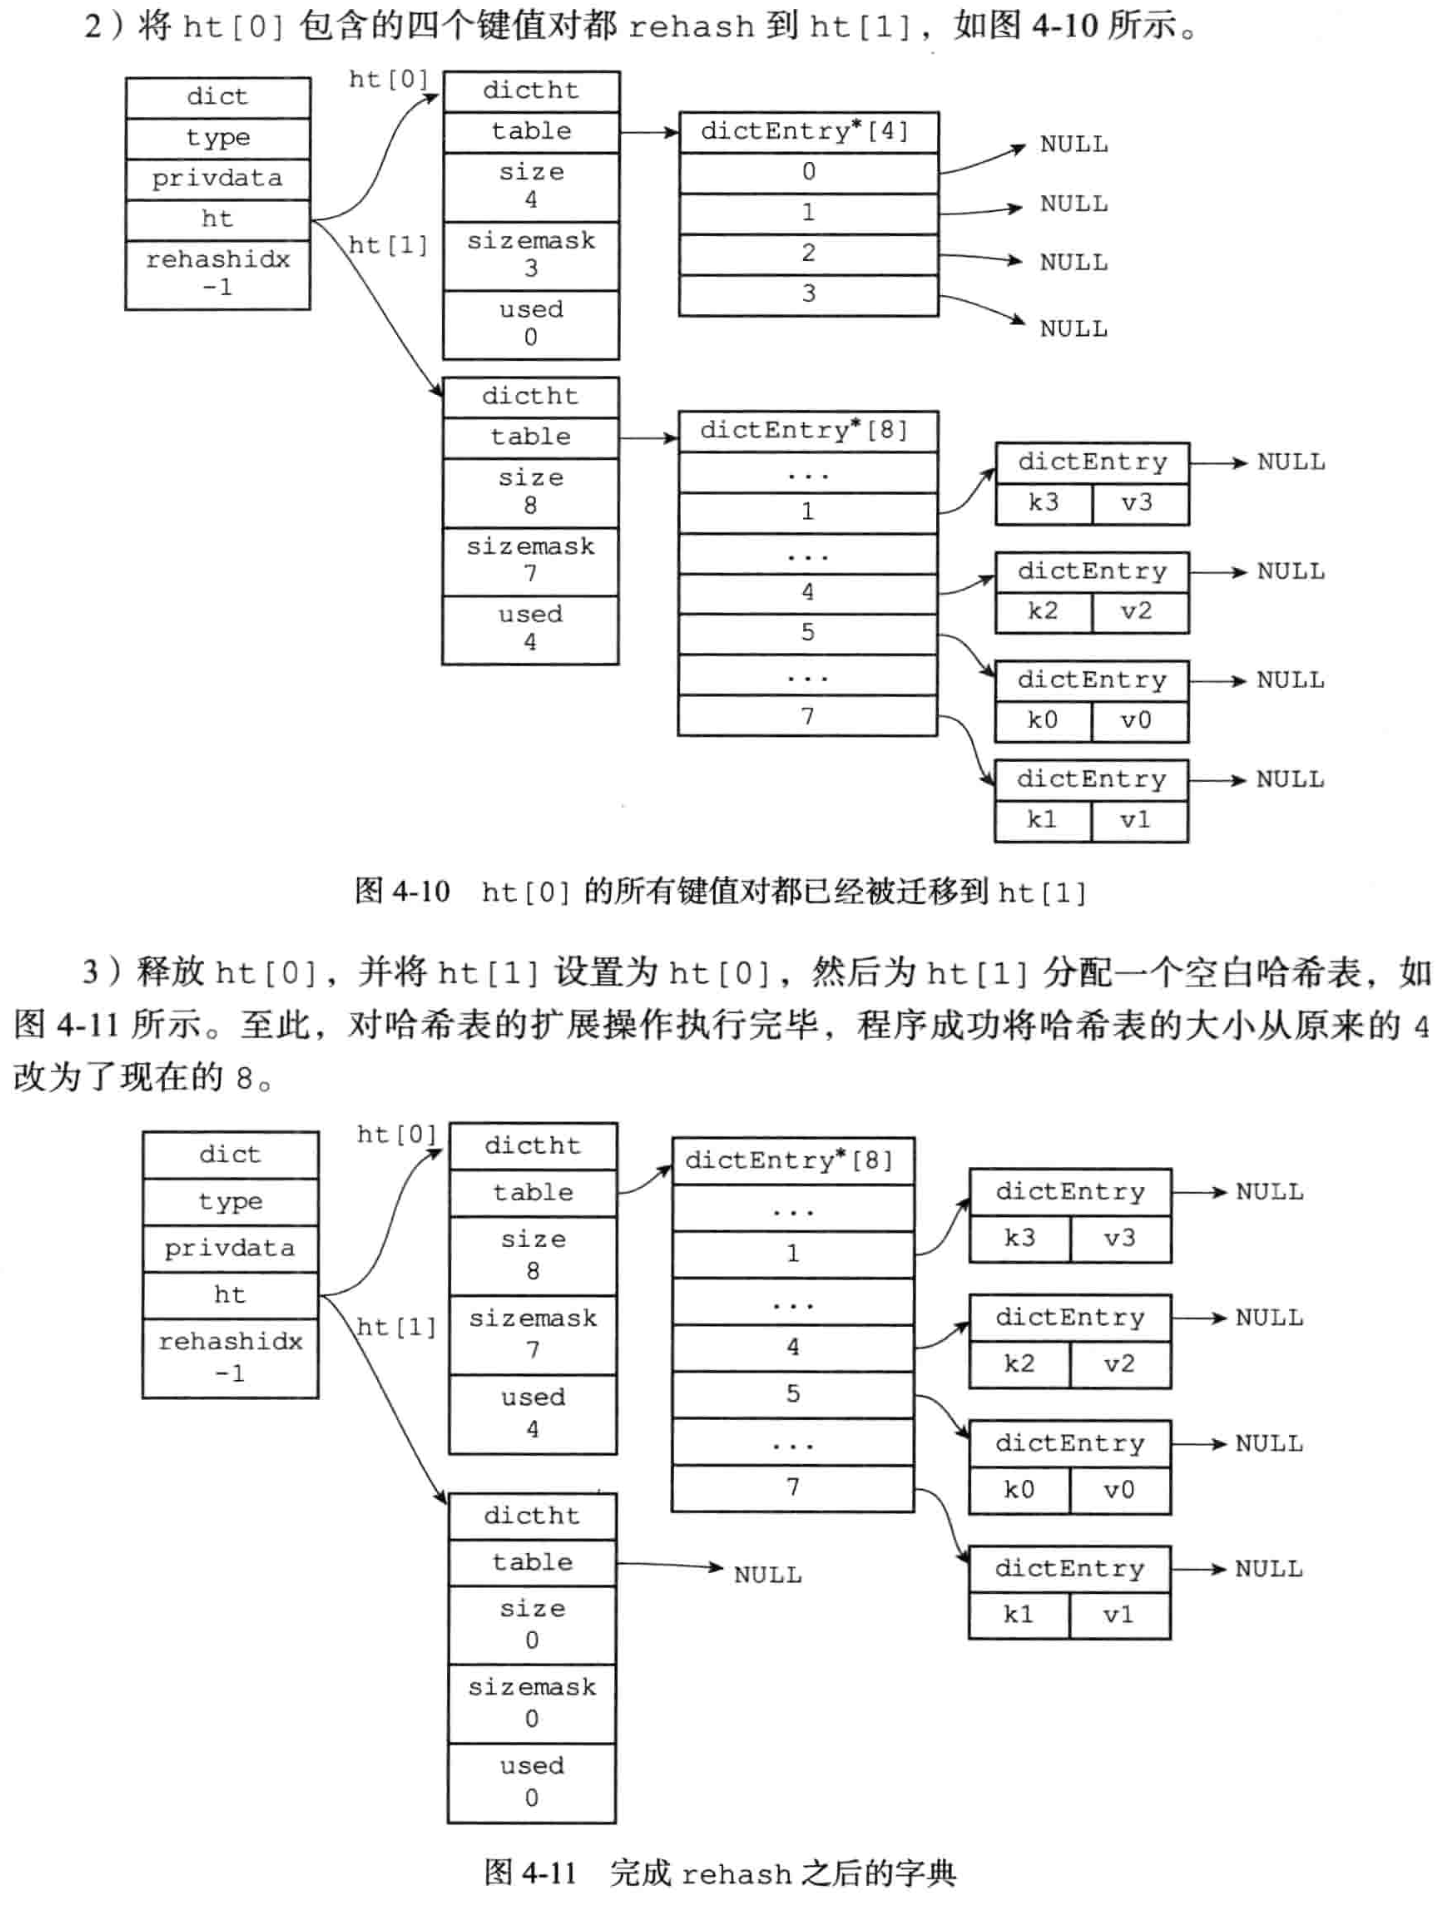 2）将 ht[0] 包含的四个键值对都 rehash 到 ht[1]，如图 4-10 所示。
dict
type
privdata
ht
rehashidx
-1
ht[0]
ht[1]
dictht
table
size
4
sizemask
3
used
0
dictEntry*[4]
0
1
2
3
NULL
NULL
NULL
NULL
dictht
table
size
8
sizemask
7
used
4
dictEntry*[8]
...
1
...
4
5
...
7
dictEntry
k3 v3
NULL
dictEntry
k2 v2
NULL
dictEntry
k0 v0
NULL
dictEntry
k1 v1
NULL
图 4-10 ht[0] 的所有键值对都已经被迁移到 ht[1]
3）释放 ht[0]，并将 ht[1] 设置为 ht[0]，然后为 ht[1] 分配一个空白哈希表，如
图 4-11 所示。至此，对哈希表的扩展操作执行完毕，程序成功将哈希表的大小从原来的 4
改为了现在的 8。
dict
type
privdata
ht
rehashidx
-1
ht[0]
ht[1]
dictht
table
size
8
sizemask
7
used
4
dictEntry*[8]
...
1
...
4
5
...
7
dictEntry
k3 v3
NULL
dictEntry
k2 v2
NULL
dictEntry
k0 v0
NULL
dictEntry
k1 v1
NULL
dictht
table
size
0
sizemask
0
used
0
NULL
图 4-11 完成 rehash 之后的字典